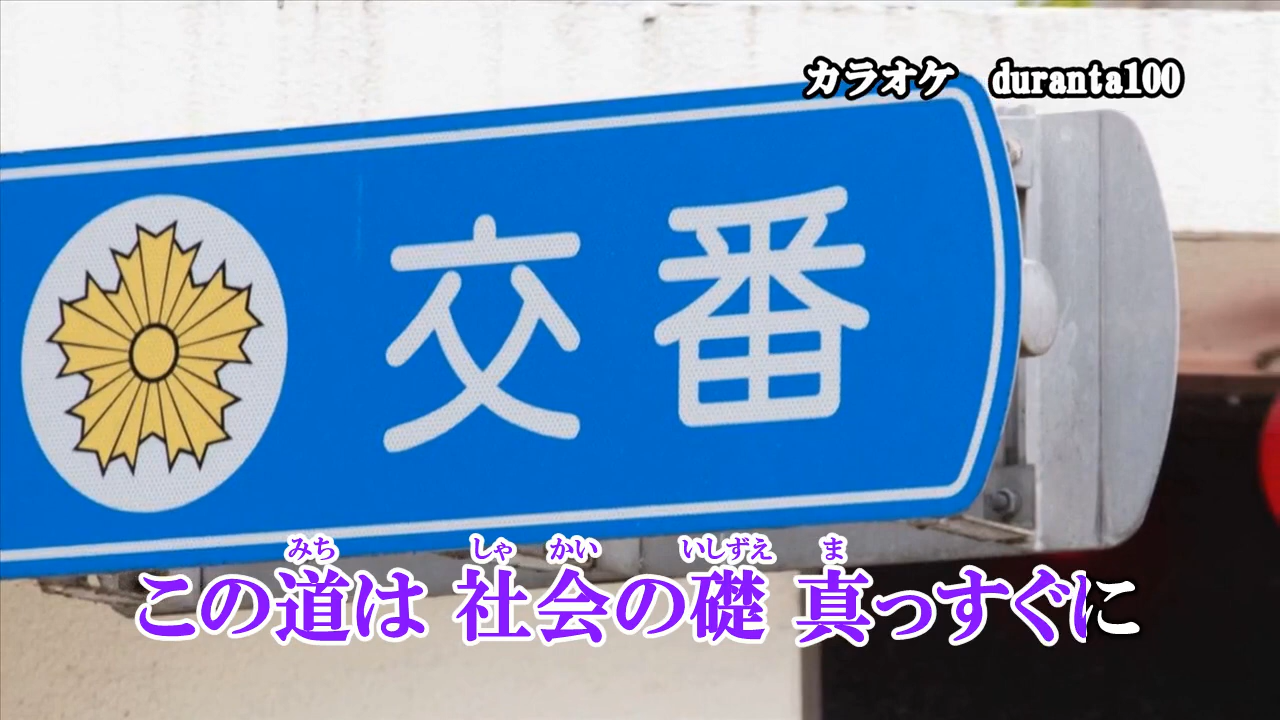 カラオケ duranta100
交番
みち しゃ かい いしずえ ま
この道は 社会の礎 真っすぐに